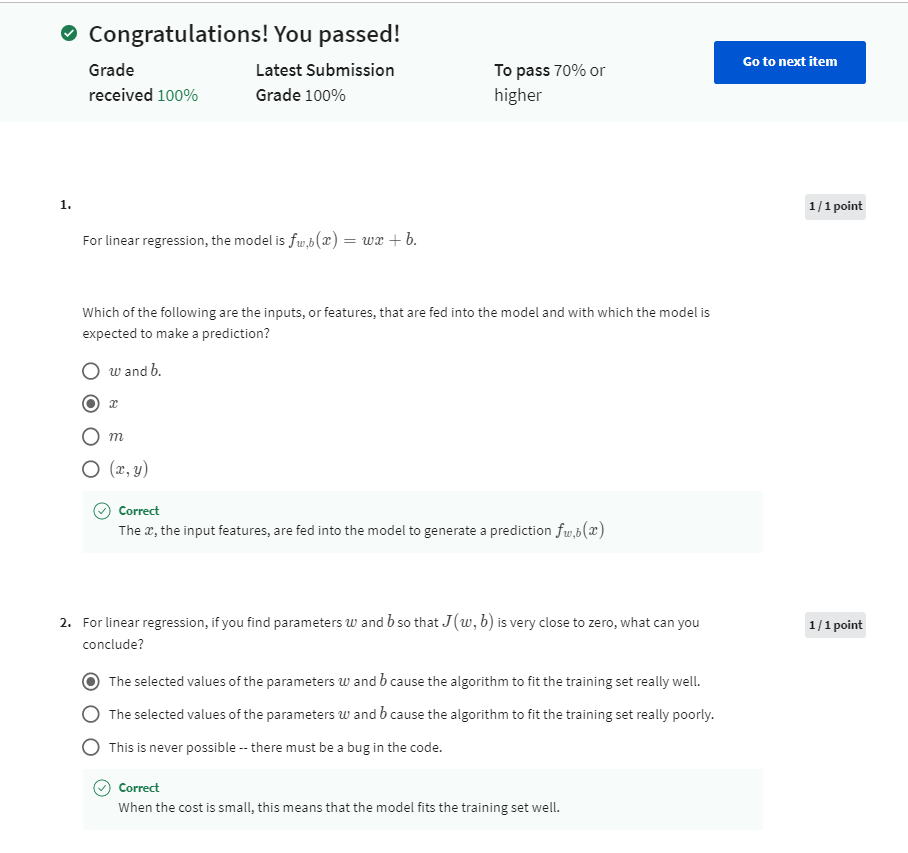 Congratulations! You passed!
Grade
received 100%
Latest Submission
Grade 100%
To pass 70% or
higher
Go to next item
1.
1 / 1 point
For linear regression, the model is f_{w,b}(x) = wx + b.
Which of the following are the inputs, or features, that are fed into the model and with which the model is
expected to make a prediction?
w and b.
x
m
(x, y)
Correct
The x, the input features, are fed into the model to generate a prediction f_{w,b}(x)
2. For linear regression, if you find parameters w and b so that J(w, b) is very close to zero, what can you
conclude?
1 / 1 point
The selected values of the parameters w and b cause the algorithm to fit the training set really well.
The selected values of the parameters w and b cause the algorithm to fit the training set really poorly.
This is never possible -- there must be a bug in the code.
Correct
When the cost is small, this means that the model fits the training set well.